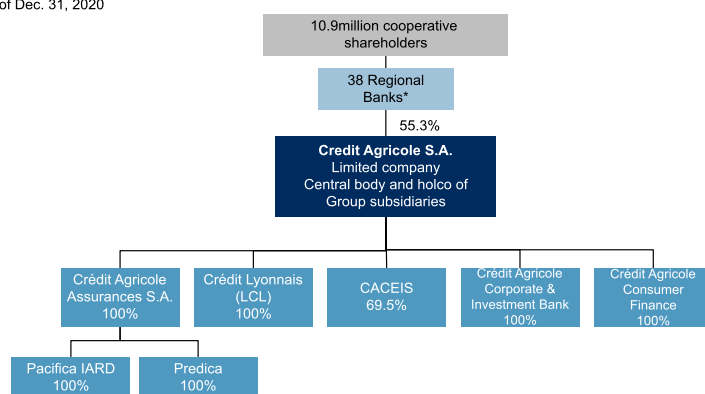 of Dec. 31, 2020
10.9million cooperative
shareholders
38 Regional
Banks*
55.3%
Credit Agricole S.A.
Limited company
Central body and holco of
Group subsidiaries
Crédit Agricole
Assurances S.A.
100%
Crédit Lyonnais
(LCL)
100%
CACEIS
69.5%
Crédit Agricole
Corporate &
Investment Bank
100%
Crédit Agricole
Consumer
Finance
100%
Pacifica IARD
100%
Predica
100%